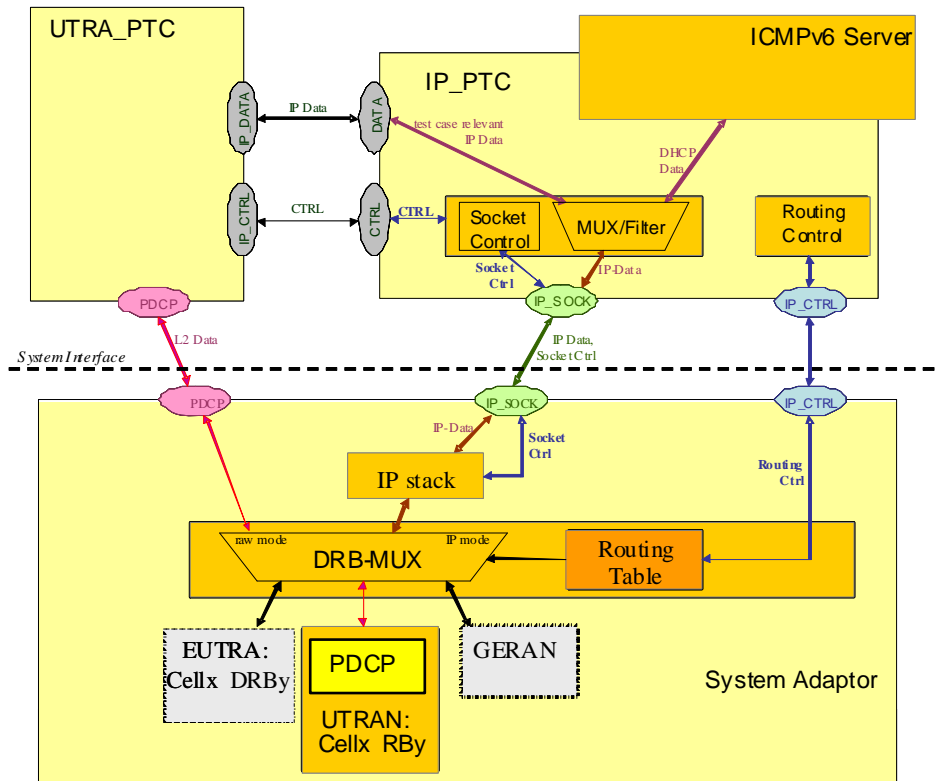 UTRA_PTC
ICMPv6 Server
IP_PTC
IP_DATA
IP Data
DATA
test case relevant
IP Data
DHCP
Data
IP_CTRL
CTRL
CTRL
CTRL
Socket
Control
MUX/Filter
Routing
Control
Socket
Ctrl
IP-Data
PDCP
IP_SOCK
IP_CTRL
L2 Data
IP Data,
Socket Ctrl
System Interface
PDCP
IP_SOCK
IP_CTRL
IP-Data
Socket
Ctrl
IP stack
Routing
Ctrl
raw mode
IP mode
DRB-MUX
Routing
Table
EUTRA:
Cellx DRBy
PDCP
UTRAN:
Cellx RBy
GERAN
System Adaptor